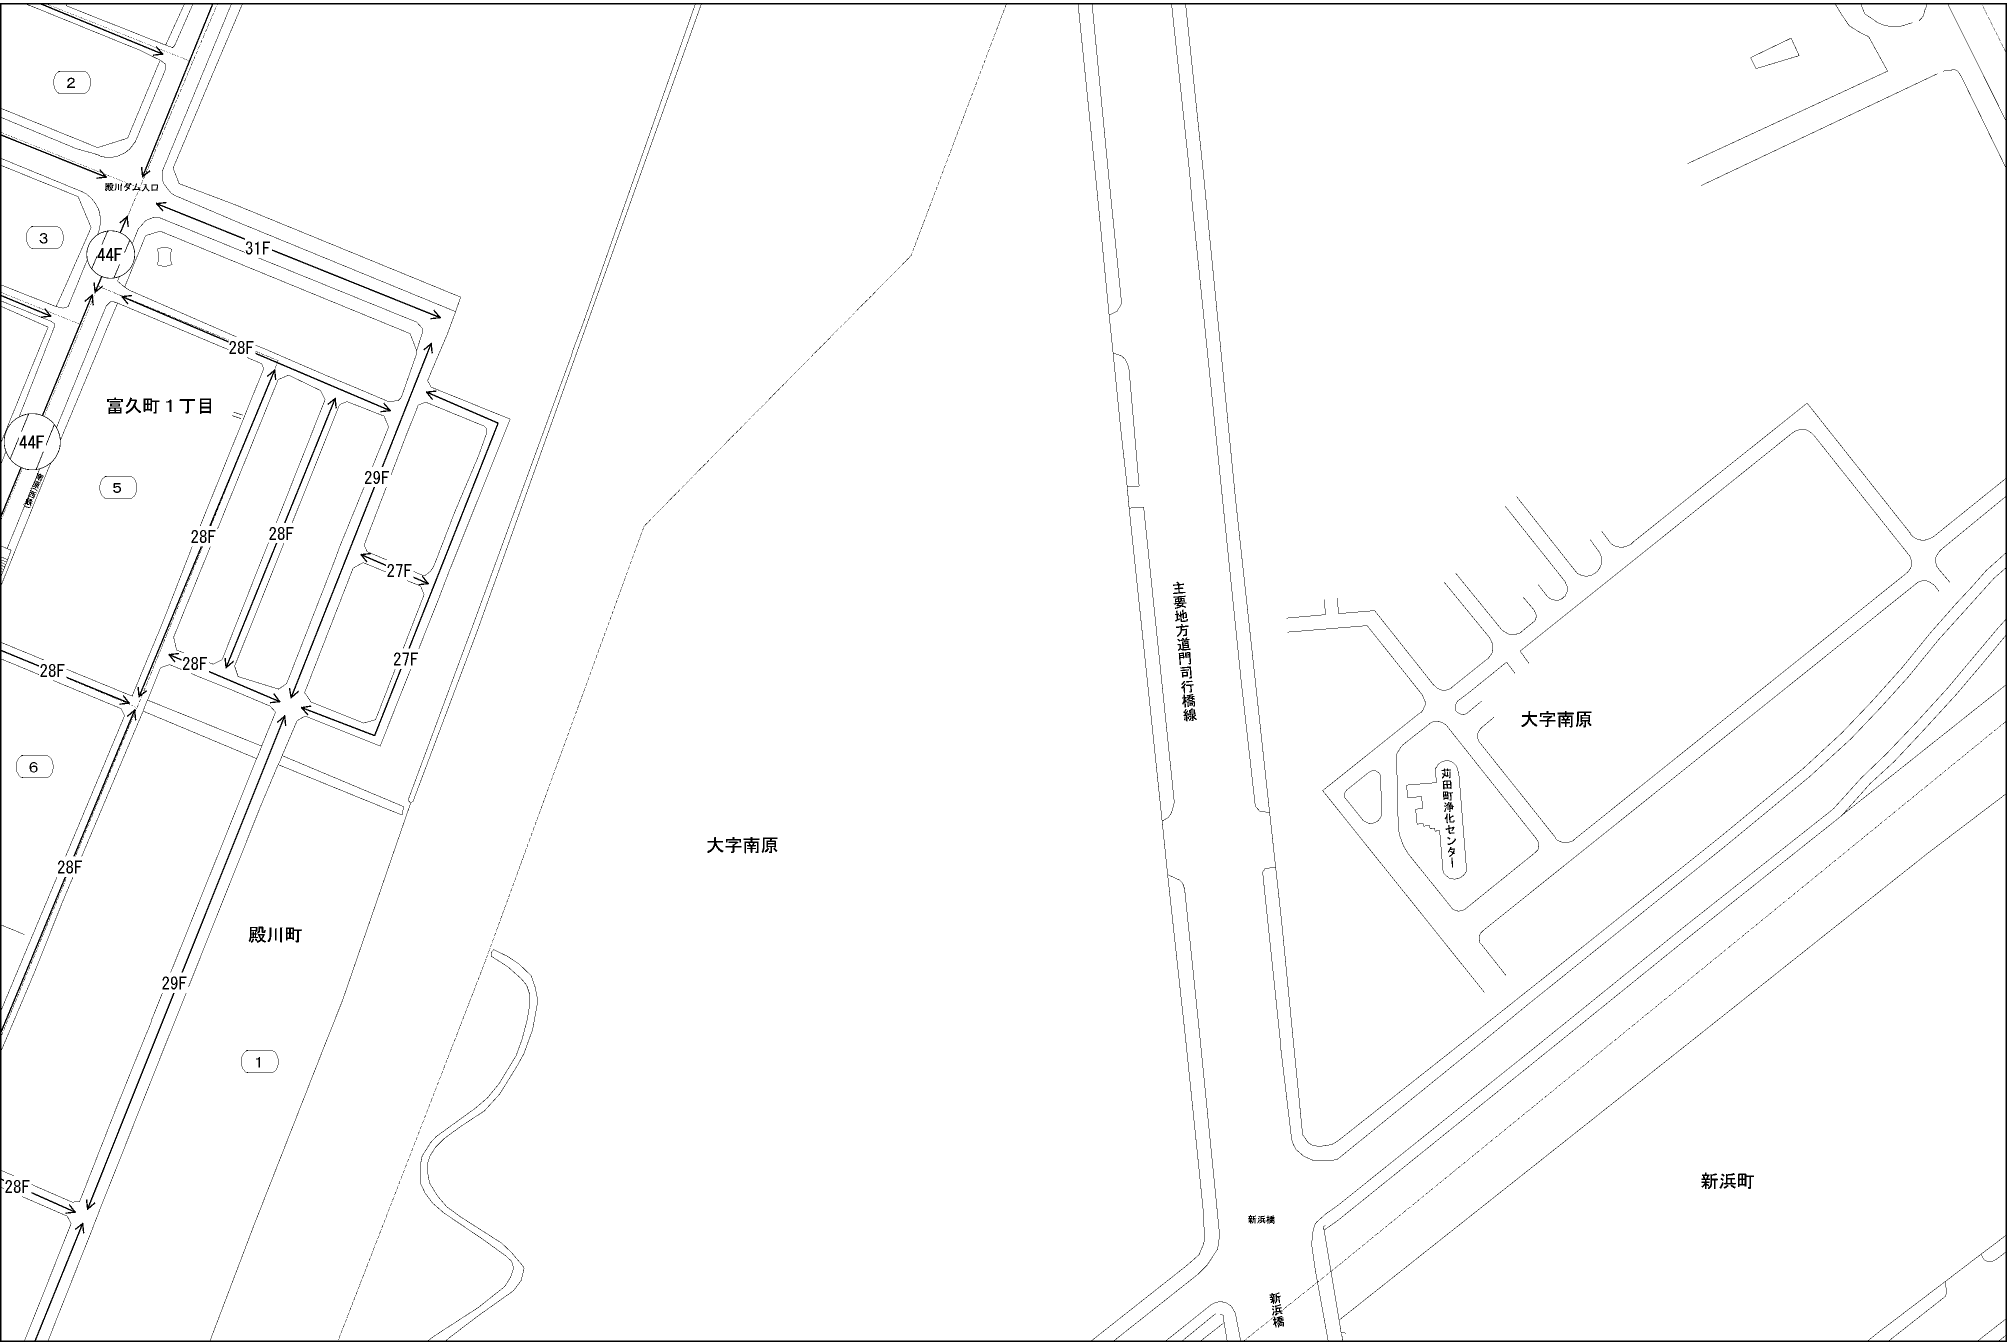 2
殿川ダム入口
3
44F
31F
28F
富久町１丁目
44F
29F
5
28F
28F
27F
主要地方道門司行橋線
28F
27F
28F
大字南原
6
苅田町浄化センター
28F
大字南原
殿川町
29F
1
28F
新浜町
新浜橋
新浜橋